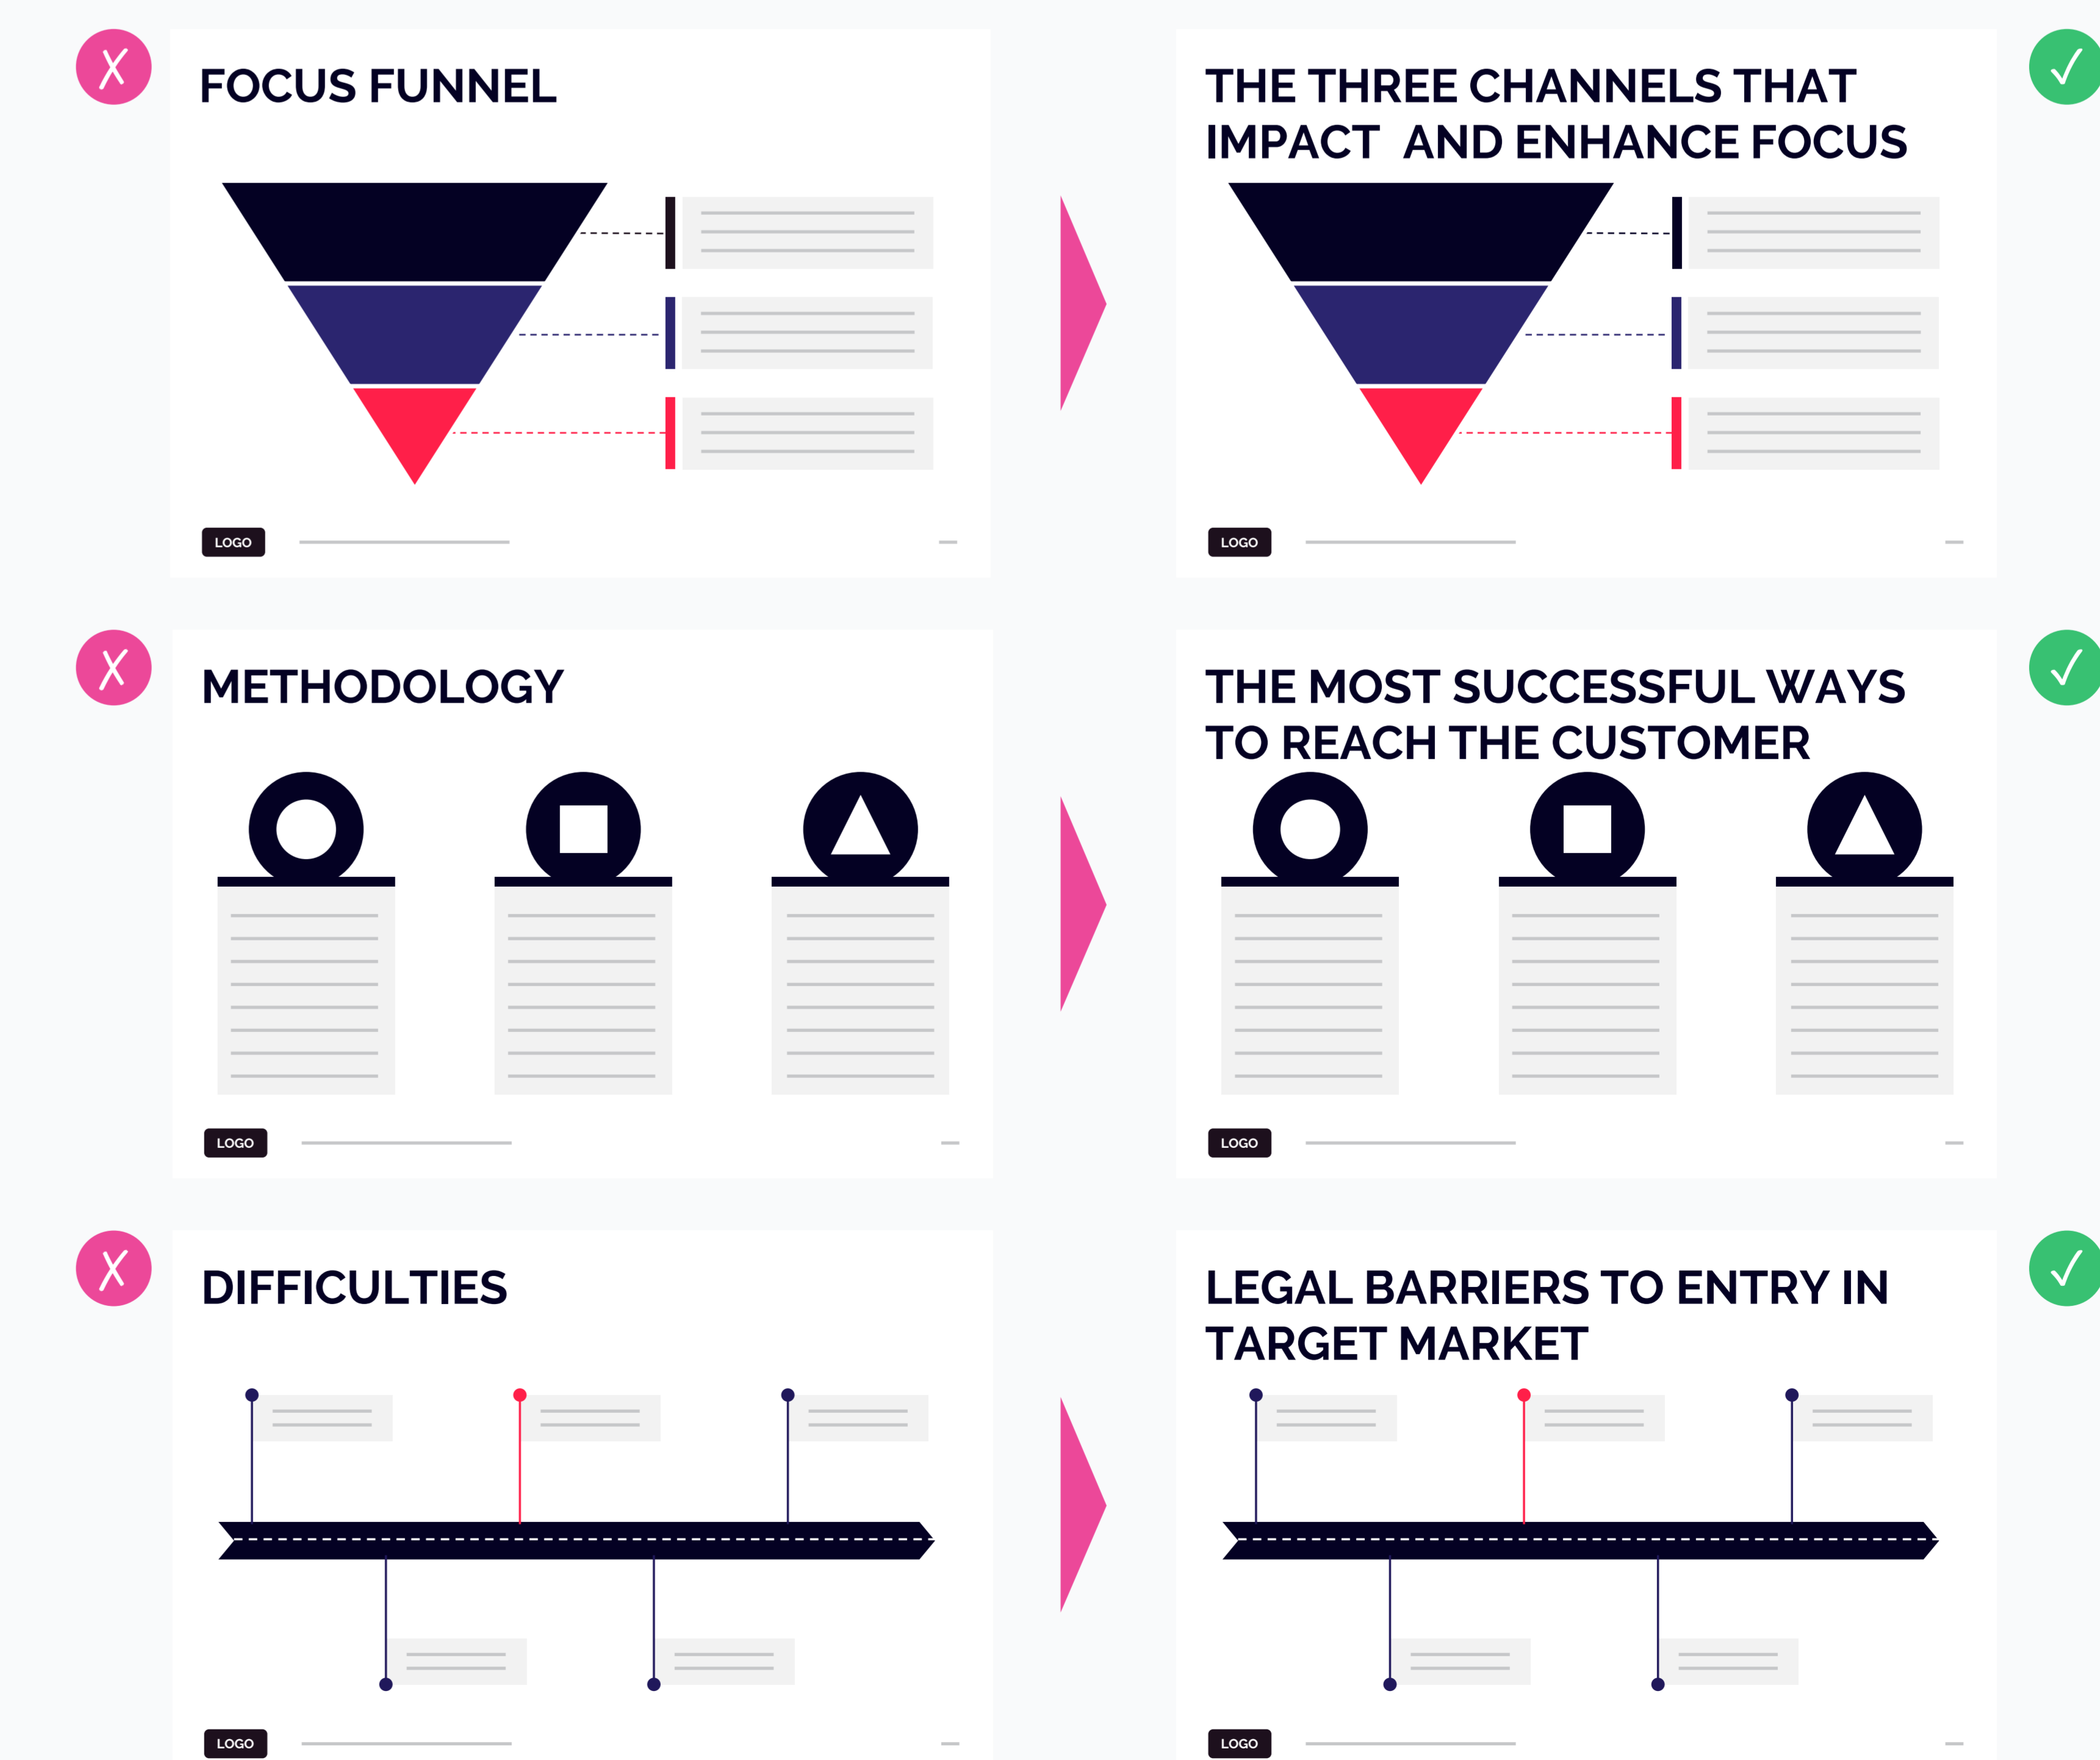 FOCUS FUNNEL
LOGO
THE THREE CHANNELS THAT
IMPACT  AND ENHANCE FOCUS
LOGO
METHODOLOGY
LOGO
THE MOST SUCCESSFUL WAYS
TO REACH THE CUSTOMER
LOGO
DIFFICULTIES
LOGO
LEGAL BARRIERS TO ENTRY IN
TARGET MARKET
LOGO